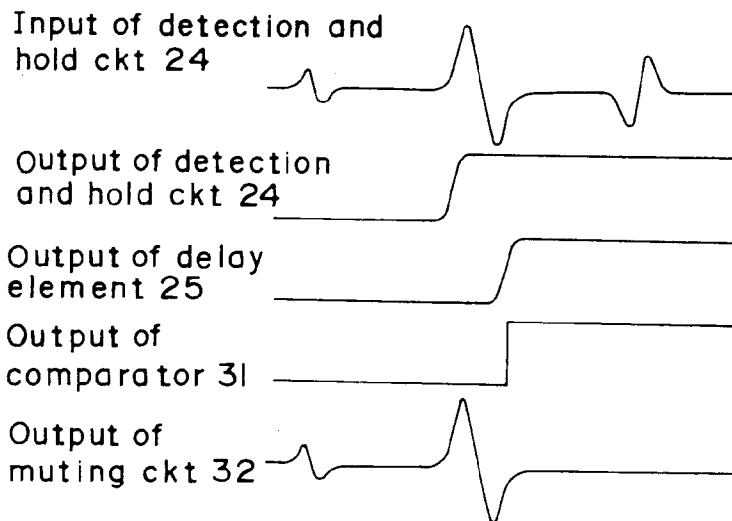 Input of detection and
hold ckt 24
Output of detection
and hold ckt 24
Output of delay
element 25
Output of
comparator 31
Output of
muting ckt 32